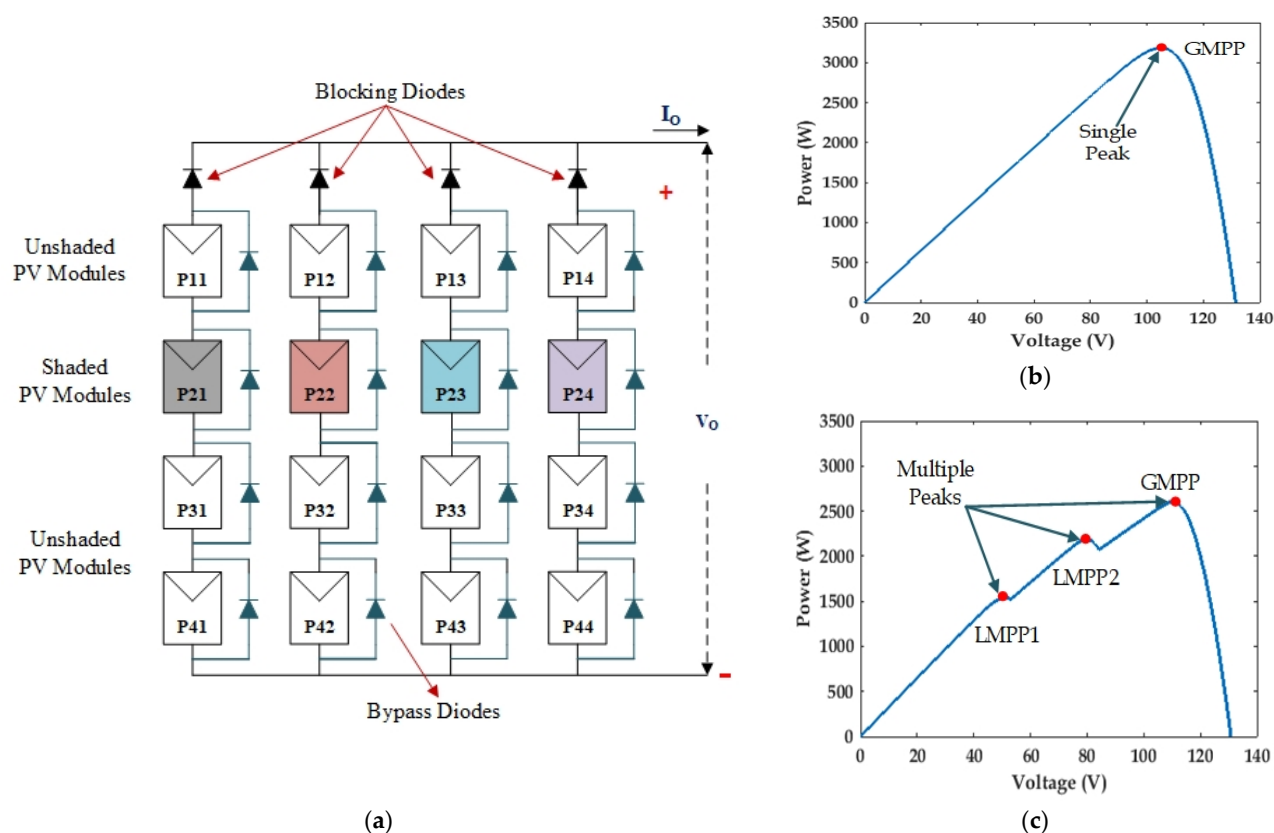 Blocking Diodes
I₀
+
Unshaded
PV Modules
P11
P12
P13
P14
Shaded
PV Modules
P21
P22
P23
P24
V₀
Unshaded
PV Modules
P31
P32
P33
P34
P41
P42
P43
P44
-
Bypass Diodes
(a)
3500
3000
2500
2000
1500
1000
500
0
Power (W)
GMPP
Single
Peak
0 20 40 60 80 100 120 140
Voltage (V)
(b)
3500
3000
2500
2000
1500
1000
500
0
Power (W)
Multiple
Peaks
GMPP
LMPP2
LMPP1
0 20 40 60 80 100 120 140
Voltage (V)
(c)